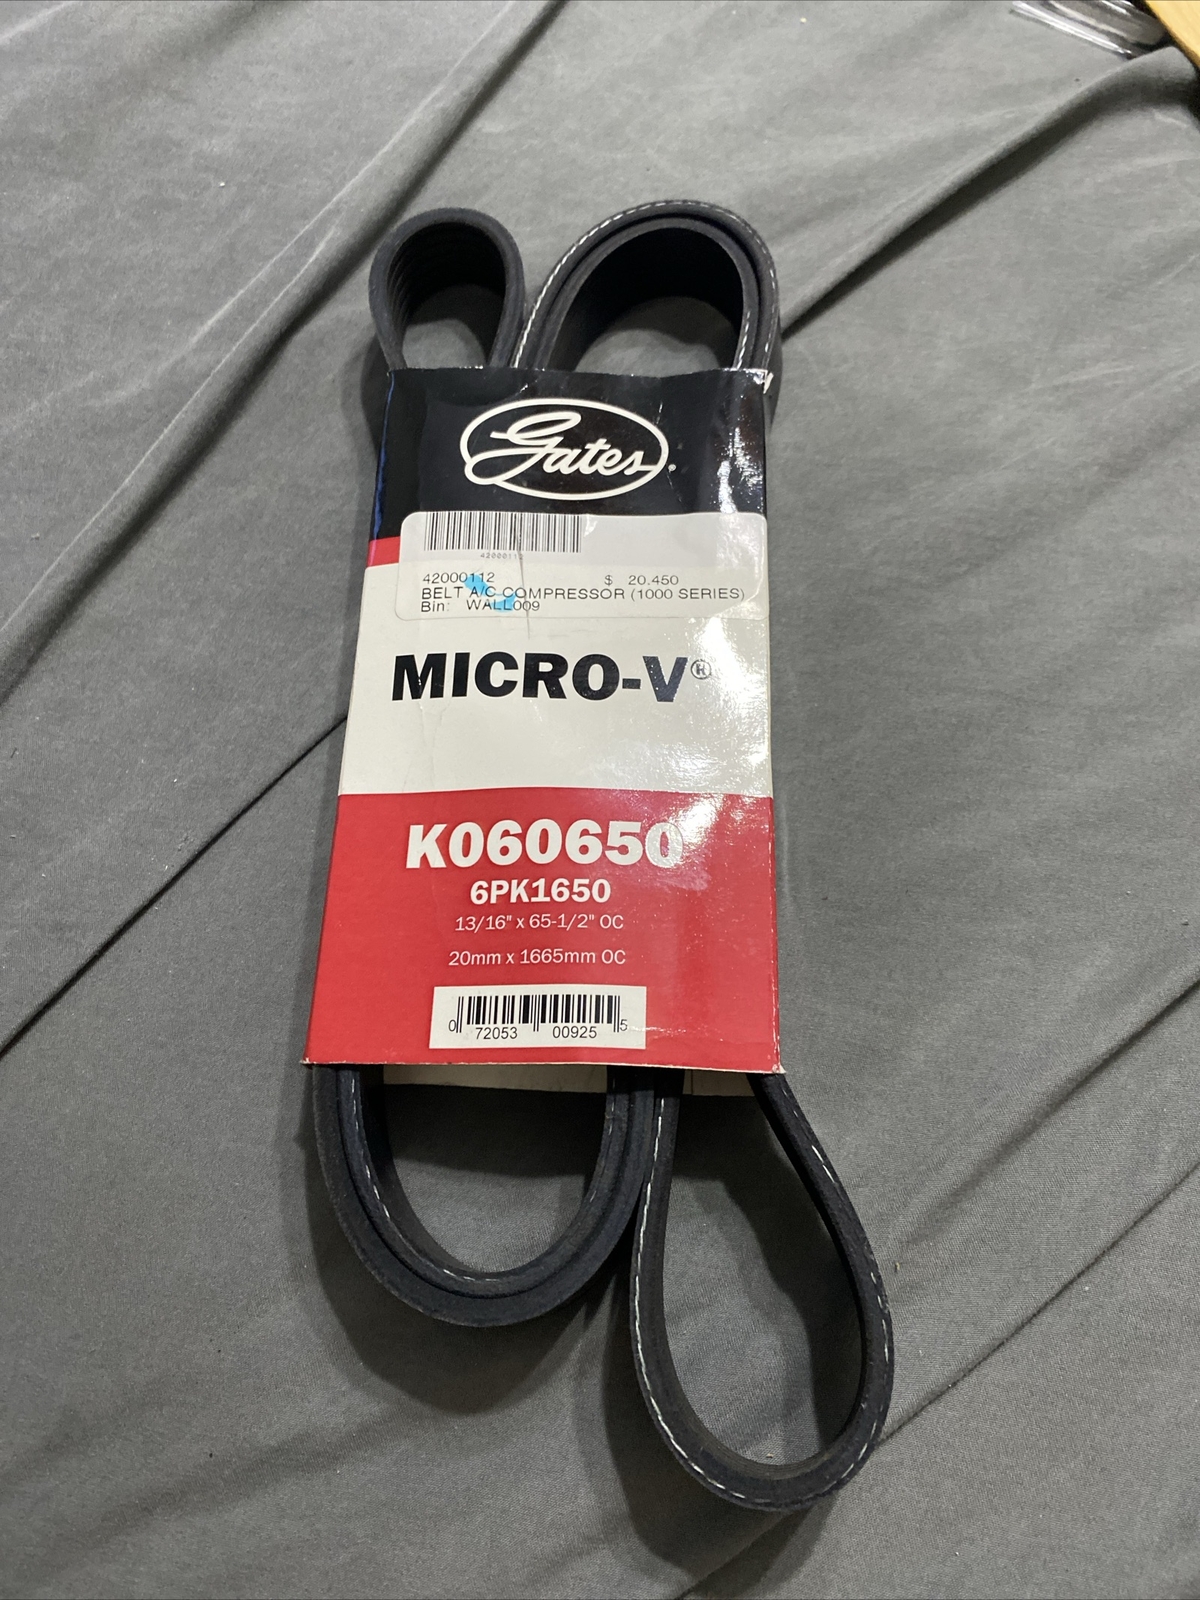 Gates®
42000112
42000112 $ 20.450
BELT A/C COMPRESSOR (1000 SERIES)
Bin: WALL009
MICRO-V®
K060650
6PK1650
13/16" x 65-1/2" OC
20mm x 1665mm OC
0 72053 00925 5